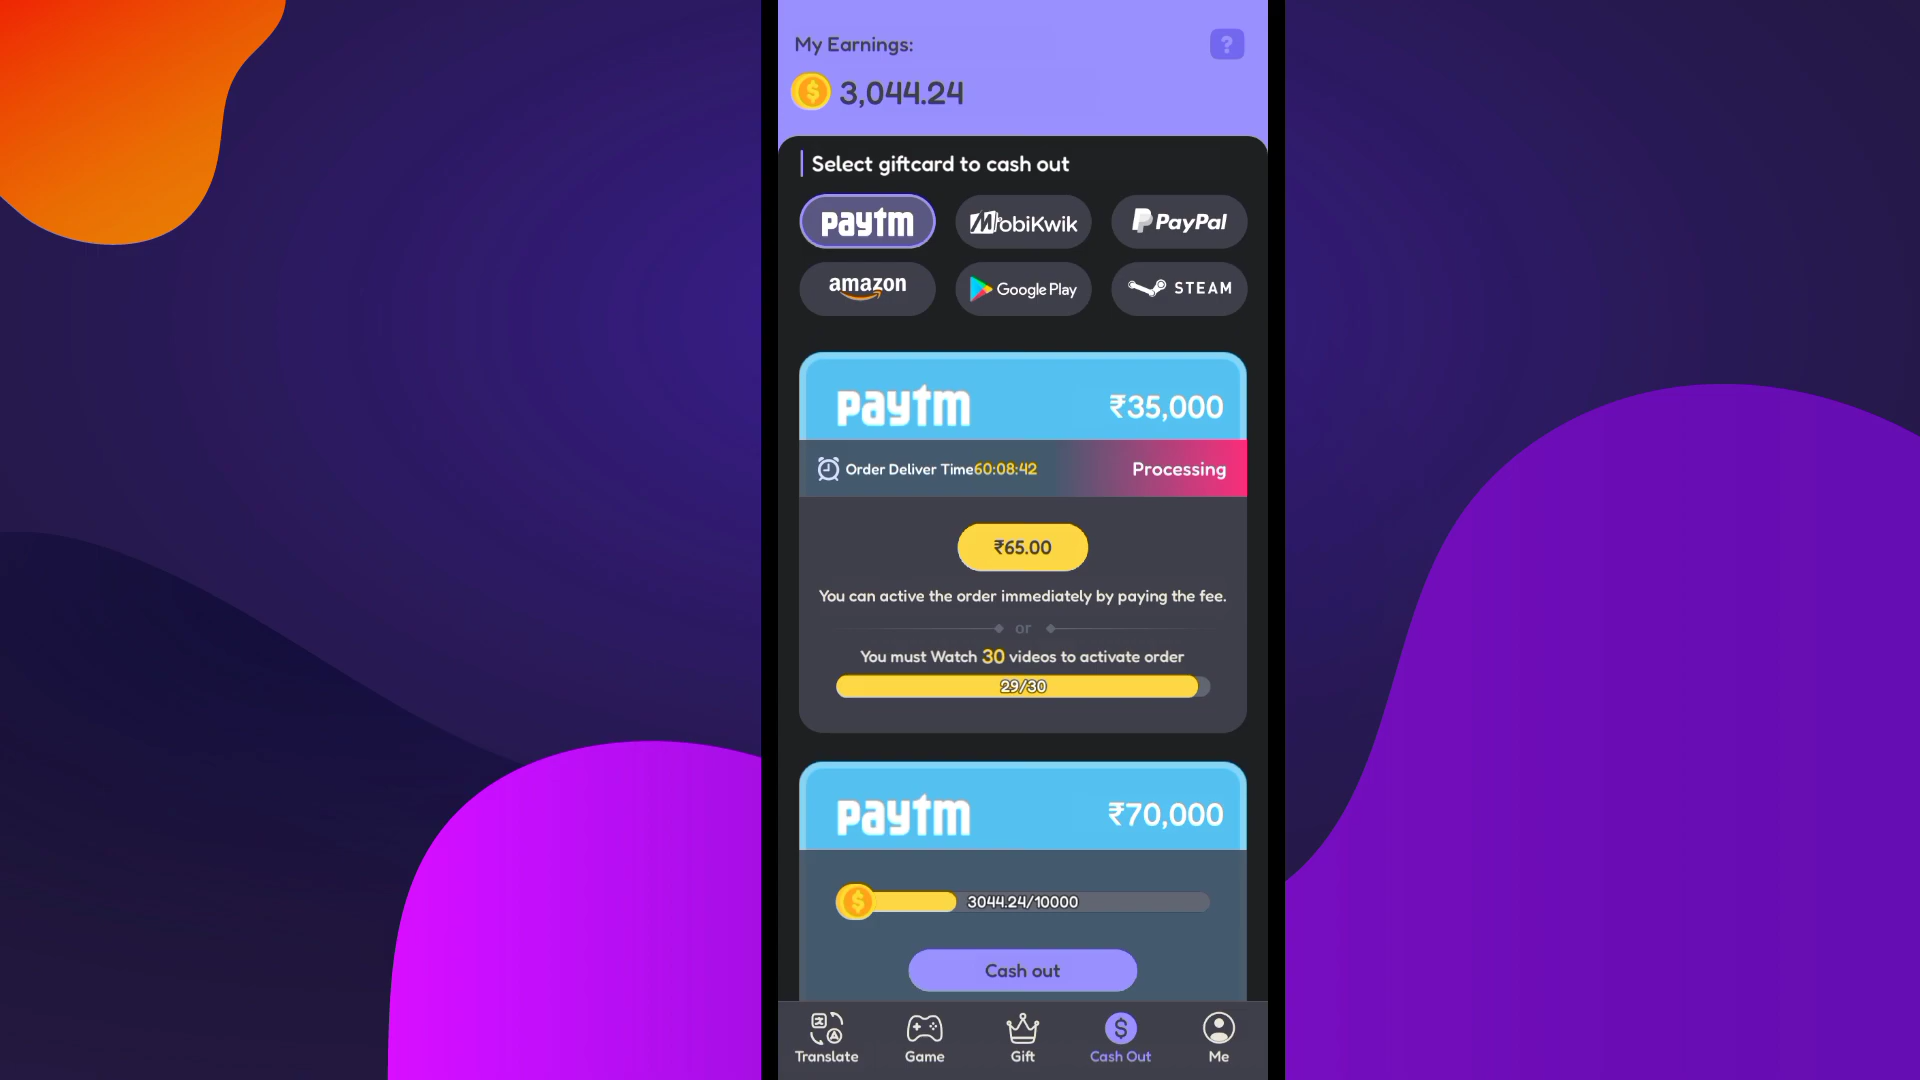 My Earnings:
?
$ 3,044.24
Select giftcard to cash out
paytm MobiKwik PayPal
amazon Google Play STEAM
paytm ₹35,000
Order Deliver Time60:08:42 Processing
₹65.00
You can active the order immediately by paying the fee.
or
You must Watch 30 videos to activate order
29/30
paytm ₹70,000
$ 3044.24/10000
Cash out
Translate Game Gift Cash Out Me